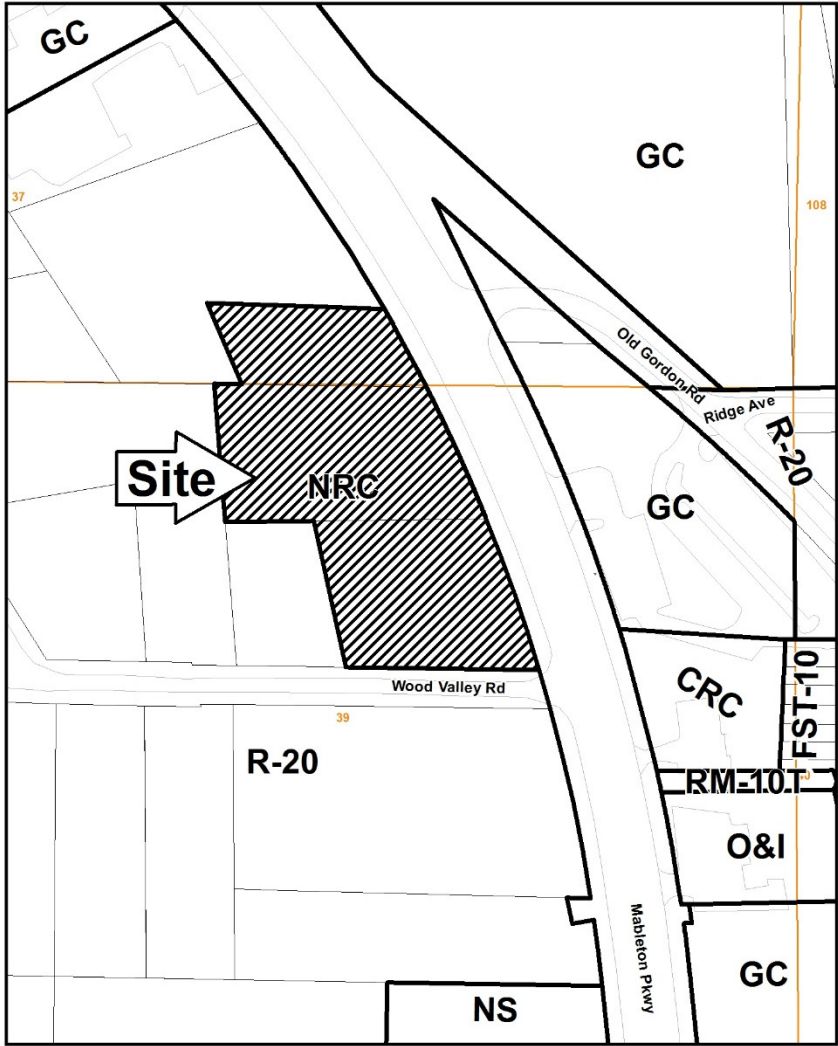 GC
GC
37
108
Old Gordon Rd
Ridge Ave
R-20
Site
NRC
GC
CRC
FST-10
Wood Valley Rd
39
R-20
RM-10T
O&I
Mableton Pkwy
GC
NS